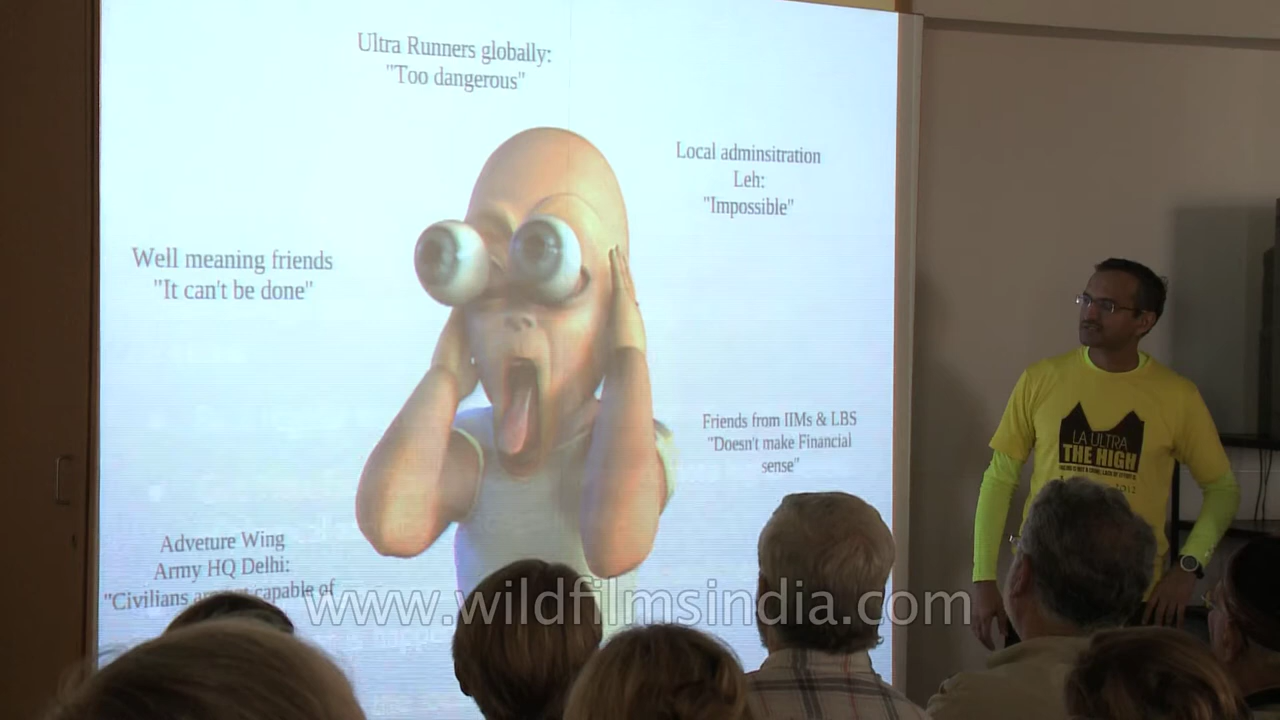 Ultra Runners globally:
"Too dangerous"
Local adminsitration
Leh:
"Impossible"
Well meaning friends
"It can't be done"
Friends from IIMs & LBS
"Doesn't make Financial
sense"
Adveture Wing
Army HQ Delhi:
"Civilians are not capable of
www.wildfilmsindia.com
LA ULTRA
THE HIGH
2012